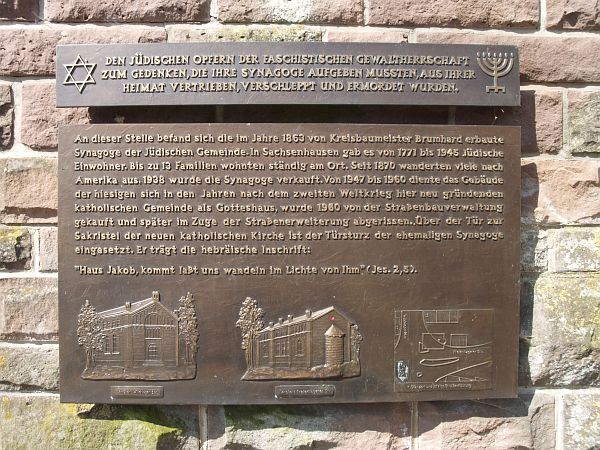 DEN JÜDISCHEN OPFERN DER FASCHISTISCHEN GEWALTHERRSCHAFT
ZUM GEDENKEN, DIE IHRE SYNAGOGE AUFGEBEN MUSSTEN, AUS IHRER
HEIMAT VERTRIEBEN, VERSCHLEPPT UND ERMORDET WURDEN.
An dieser Stelle befand sich die im Jahre 1863 von Kreisbaumeister Brumhard erbaute
Synagoge der Jüdischen Gemeinde. In Sachsenhausen gab es von 1771 bis 1945 Jüdische
Einwohner. Bis zu 13 Familien wohnten ständig am Ort. Seit 1870 wanderten viele nach
Amerika aus. 1938 wurde die Synagoge verkauft. Von 1947 bis 1960 diente das Gebäude
der hiesigen sich in den Jahren nach dem zweiten Weltkrieg hier neu gründenden
katholischen Gemeinde als Gotteshaus, wurde 1960 von der Straßenbauverwaltung
gekauft und später im Zuge der Straßenerweiterung abgerissen. Über der Tür zur
Sakristei der neuen katholischen Kirche ist der Türsturz der ehemaligen Synagoge
eingesetzt. Er trägt die hebräische Inschrift:
"Haus Jakob, kommt laßt uns wandeln im Lichte von Ihm" (Jes. 2,5).